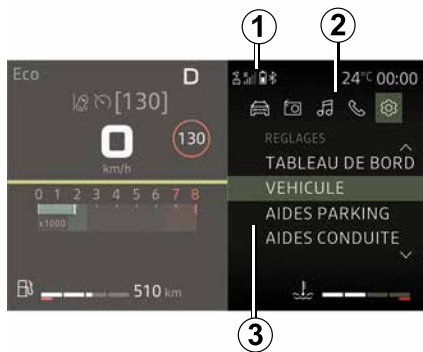 1
2
Eco
D
24°C 00:00
[130]
0
130
km/h
REGLAGES
TABLEAU DE BORD
VEHICULE
AIDES PARKING
AIDES CONDUITE
0 1 2 3 4 5 6 7 8
x1000
510 km
3